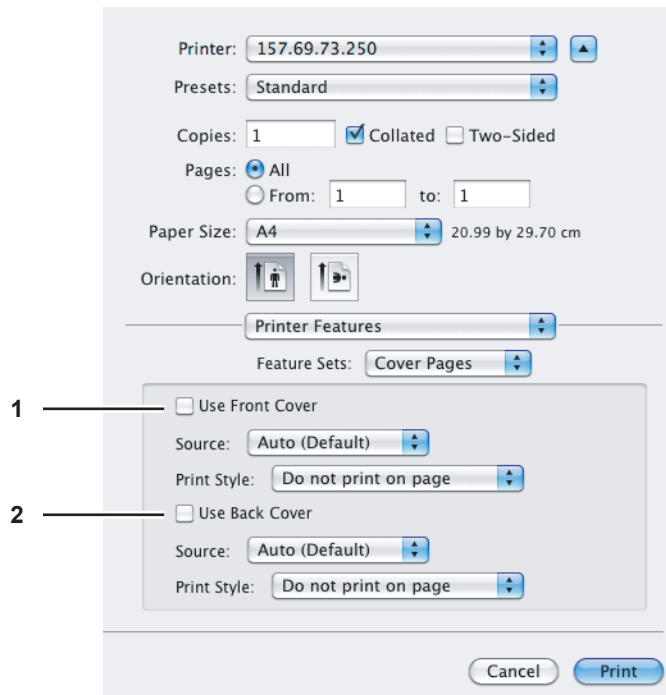 Printer: 157.69.73.250
Presets: Standard
Copies: 1 Collated Two-Sided
Pages: All
From: 1 to: 1
Paper Size: A4 20.99 by 29.70 cm
Orientation:
Printer Features
Feature Sets: Cover Pages
1 Use Front Cover
Source: Auto (Default)
Print Style: Do not print on page
2 Use Back Cover
Source: Auto (Default)
Print Style: Do not print on page
Cancel Print